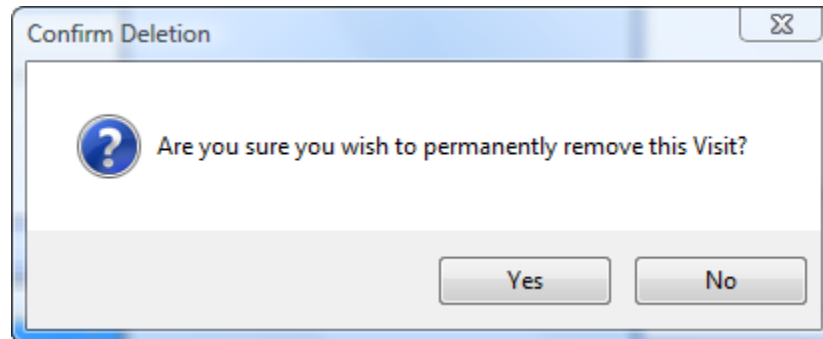 Confirm Deletion
Are you sure you wish to permanently remove this Visit?
Yes
No